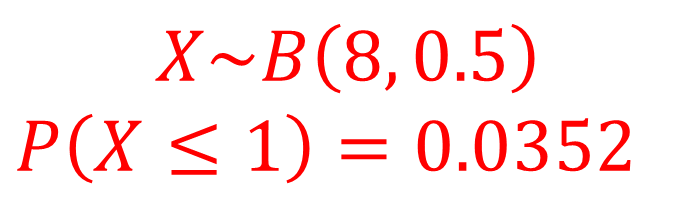 X~B(8,0.5)
P(X ≤ 1) = 0.0352